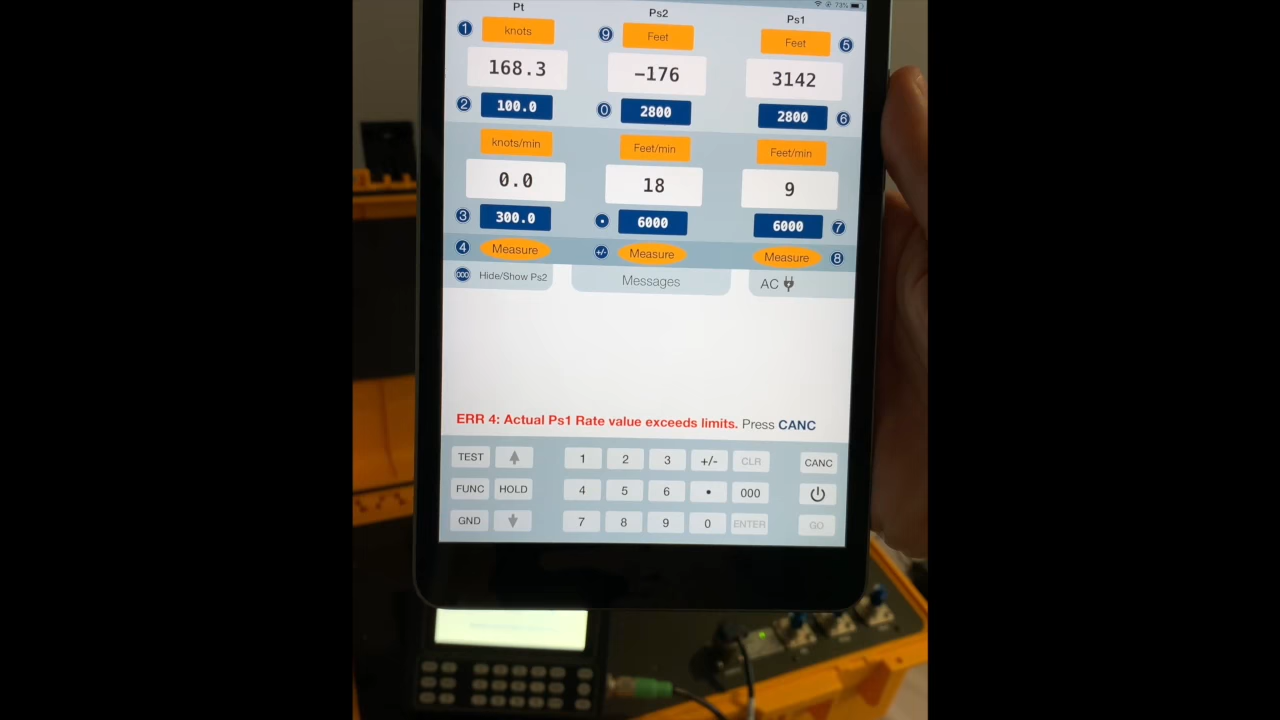 73%
Pt Ps2 Ps1
1 knots 9 Feet Feet 5
168.3 -176 3142
2 100.0 0 2800 2800 6
knots/min Feet/min Feet/min
0.0 18 9
3 300.0 • 6000 6000 7
4 Measure +/- Measure Measure 8
000 Hide/Show Ps2 Messages AC
ERR 4: Actual Ps1 Rate value exceeds limits. Press CANC
TEST 1 2 3 +/- CLR CANC
FUNC HOLD 4 5 6 • 000
GND 7 8 9 0 ENTER GO